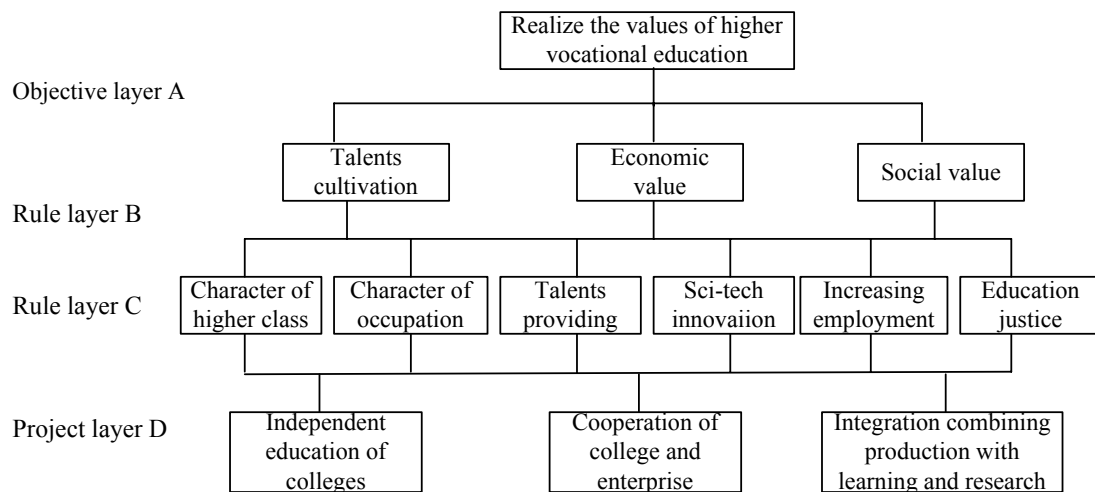 Realize the values of higher
vocational education
Objective layer A
Talents
cultivation
Economic
value
Social value
Rule layer B
Rule layer C
Character of
higher class
Character of
occupation
Talents
providing
Sci-tech
innovaiion
Increasing
employment
Education
justice
Project layer D
Independent
education of
colleges
Cooperation of
college and
enterprise
Integration combining
production with
learning and research